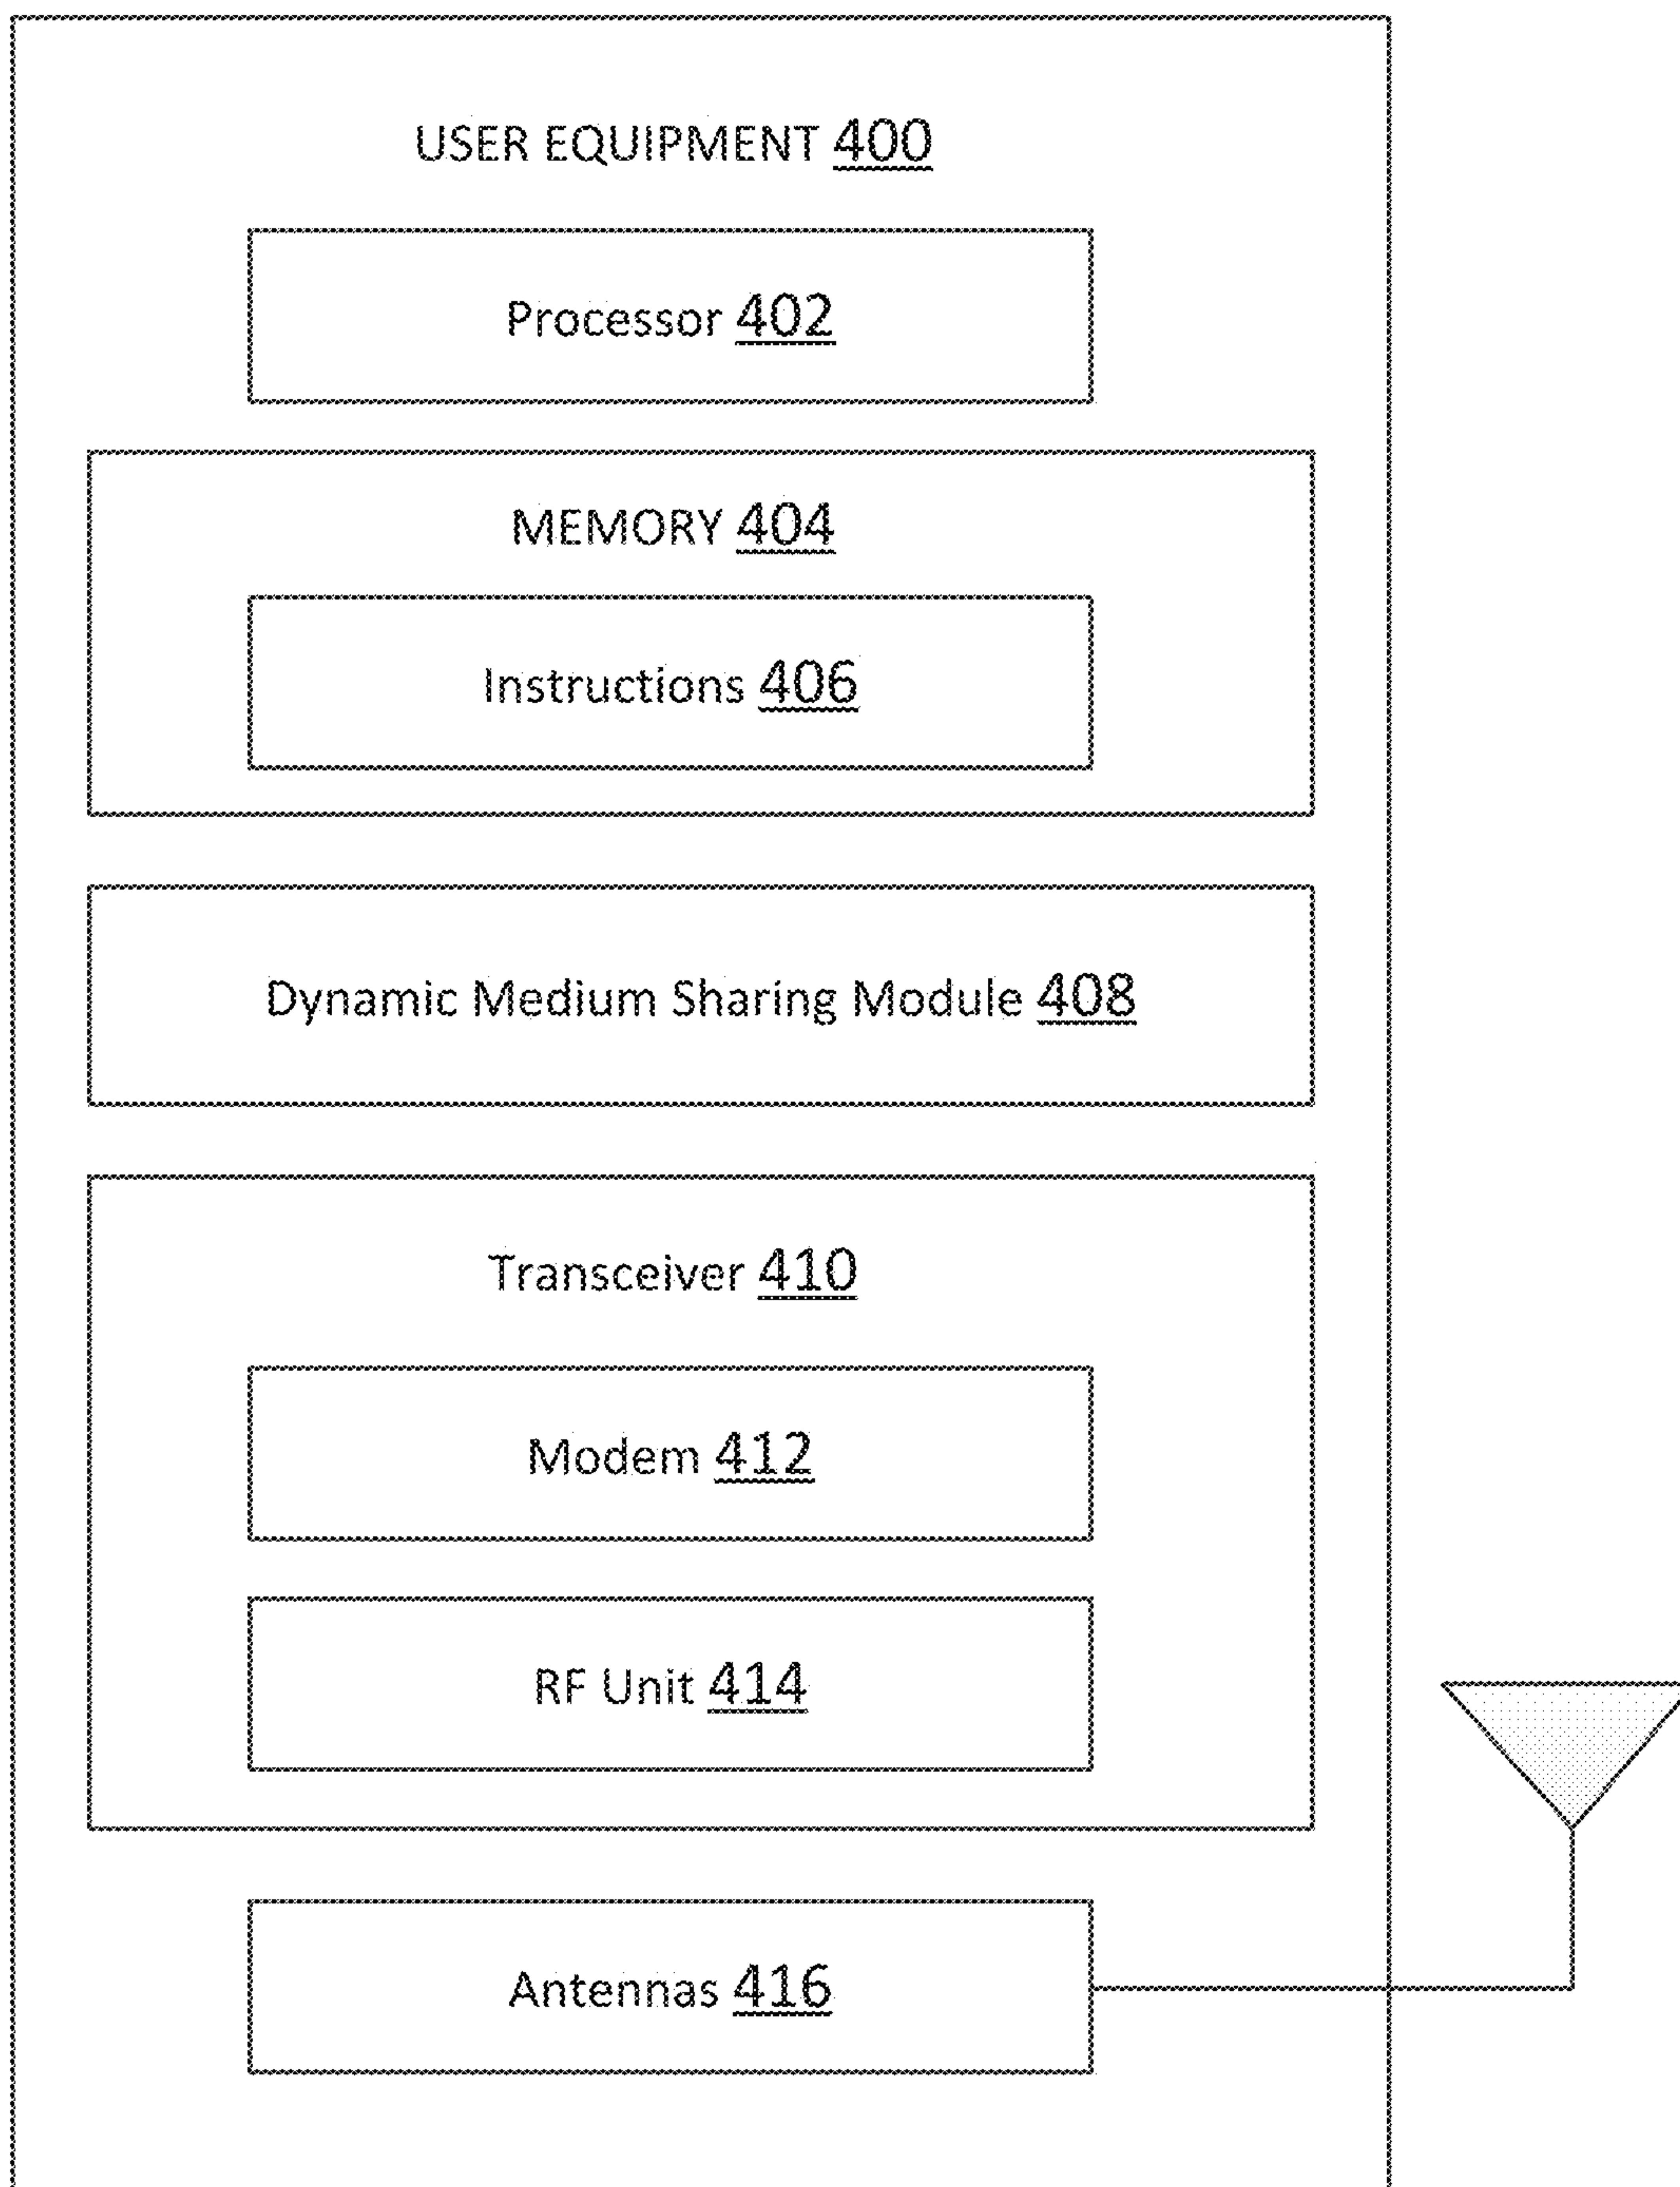 USER EQUIPMENT 400
Processor 402
MEMORY 404
Instructions 406
Dynamic Medium Sharing Module 408
Transceiver 410
Modem 412
RF Unit 414
Antennas 416